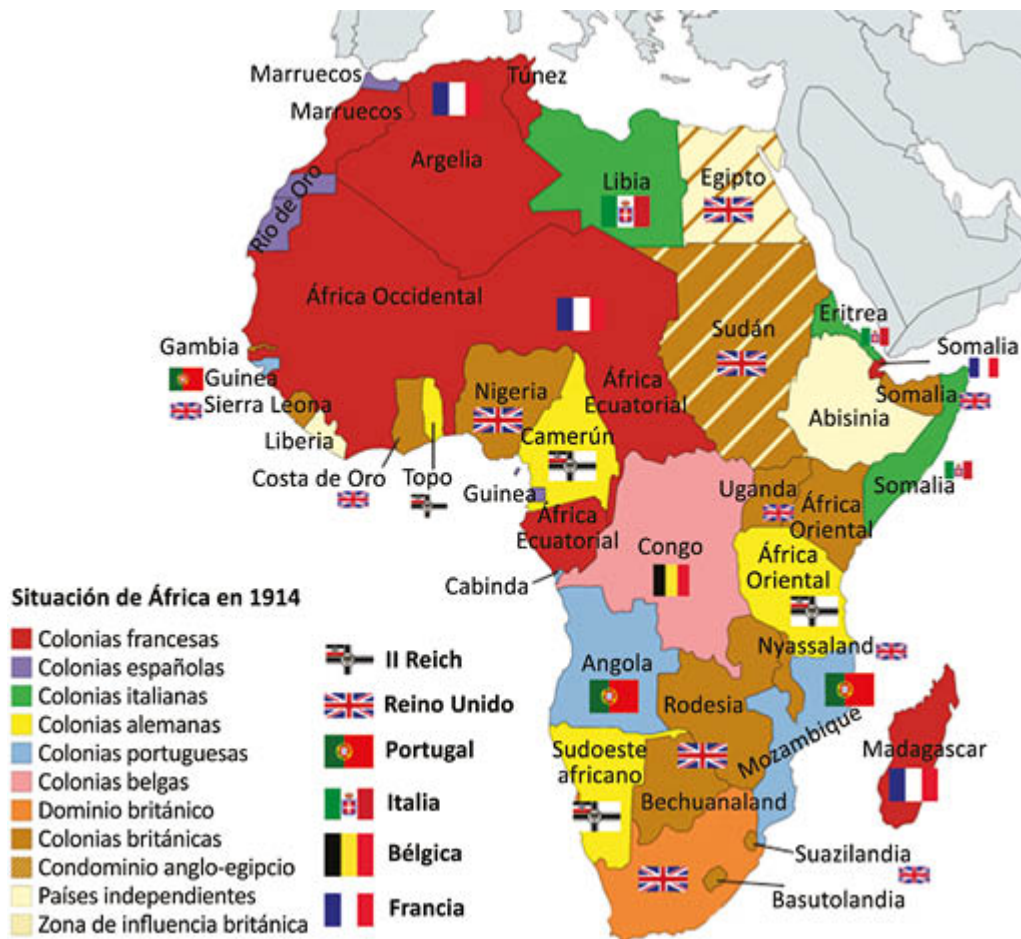 Marruecos
Túnez
Marruecos
Argelia
Libia
Egipto
Rio de Oro
África Occidental
Sudán
Eritrea
Somalia
Gambia
Guinea
Sierra Leona
Liberia
Costa de Oro
Topo
Nigeria
Camerún
África
Ecuatorial
Somalia
Abisinia
Somalia
Guinea
África
Ecuatorial
Cabinda
Congo
Uganda
África
Oriental
África
Oriental
Nyassaland
Angola
Rodesia
Mozambique
Madagascar
Sudoeste
africano
Bechuanaland
Suazilandia
Basutolandia
Situación de África en 1914
Colonias francesas
Colonias españolas
Colonias italianas
Colonias alemanas
Colonias portuguesas
Colonias belgas
Dominio británico
Colonias británicas
Condominio anglo-egipcio
Países independientes
Zona de influencia británica
II Reich
Reino Unido
Portugal
Italia
Bélgica
Francia